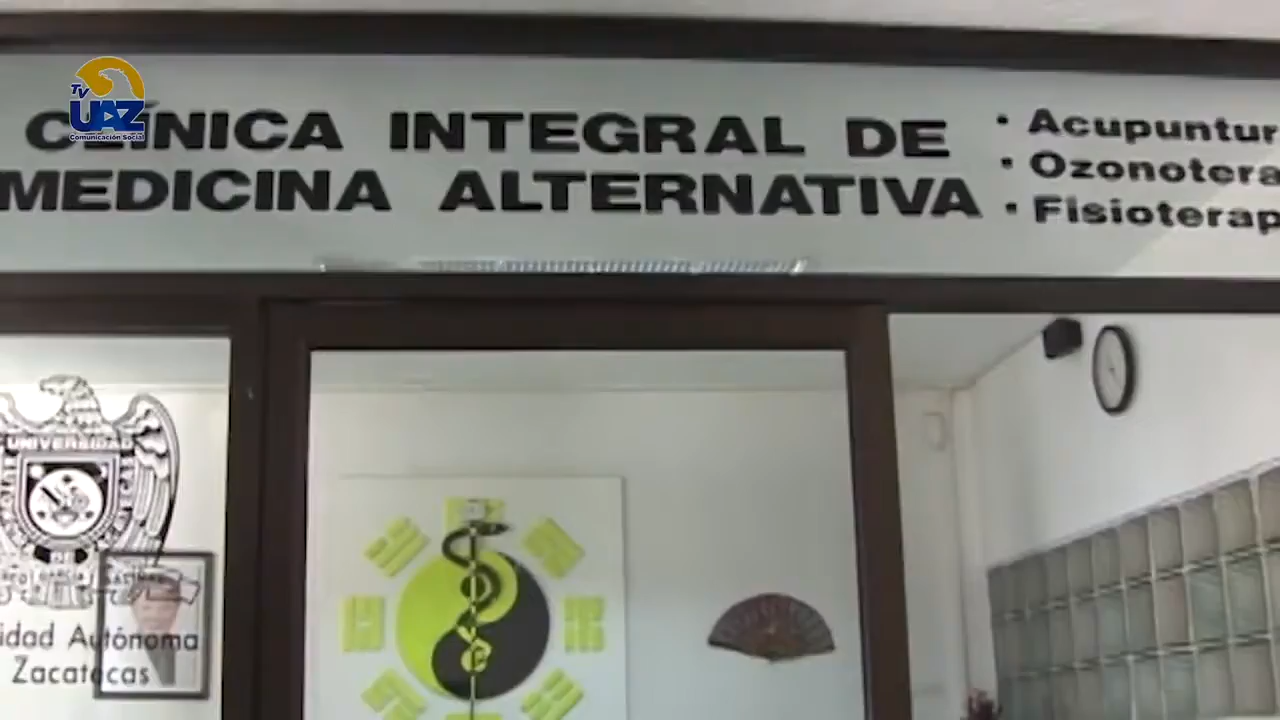 TV
UAZ
Comunicación Social
CLÍNICA INTEGRAL DE
MEDICINA ALTERNATIVA
• Acupuntur
• Ozonotera
• Fisioterap
UNIVERSIDAD
idad Autónoma
Zacatecas